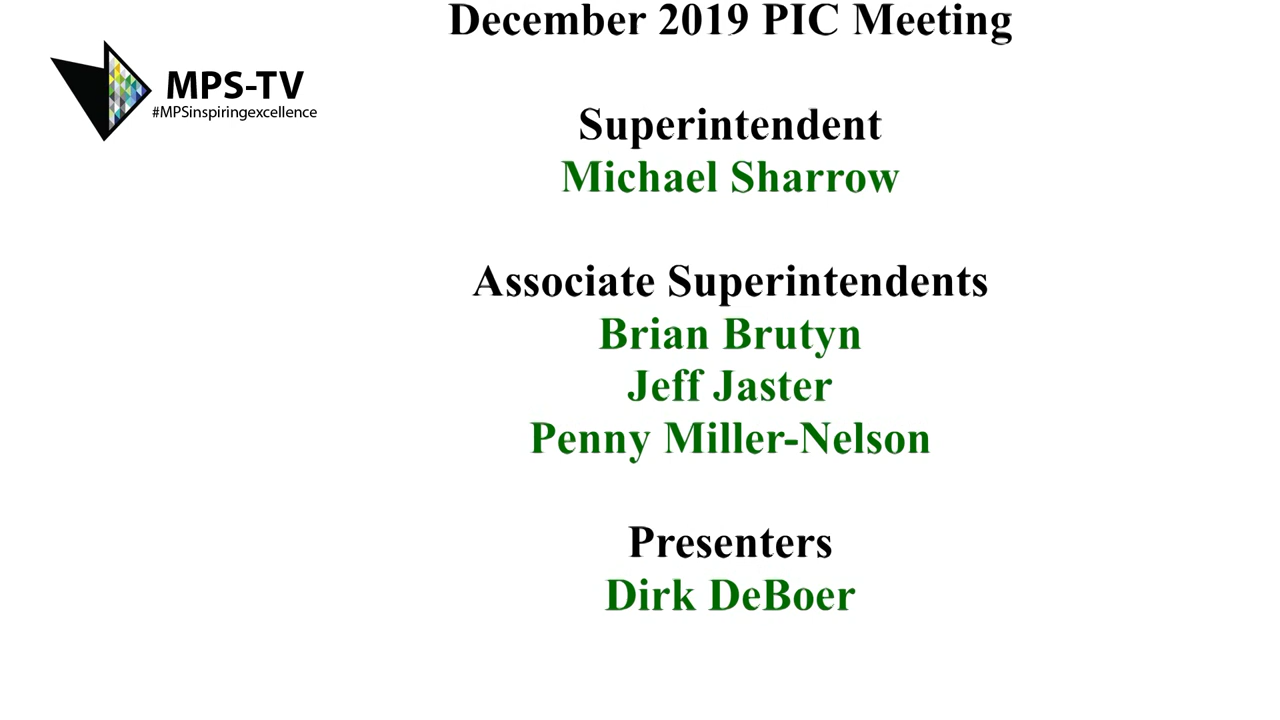 December 2019 PIC Meeting
MPS-TV
#MPSinspiringexcellence
Superintendent
Michael Sharrow
Associate Superintendents
Brian Brutyn
Jeff Jaster
Penny Miller-Nelson
Presenters
Dirk DeBoer